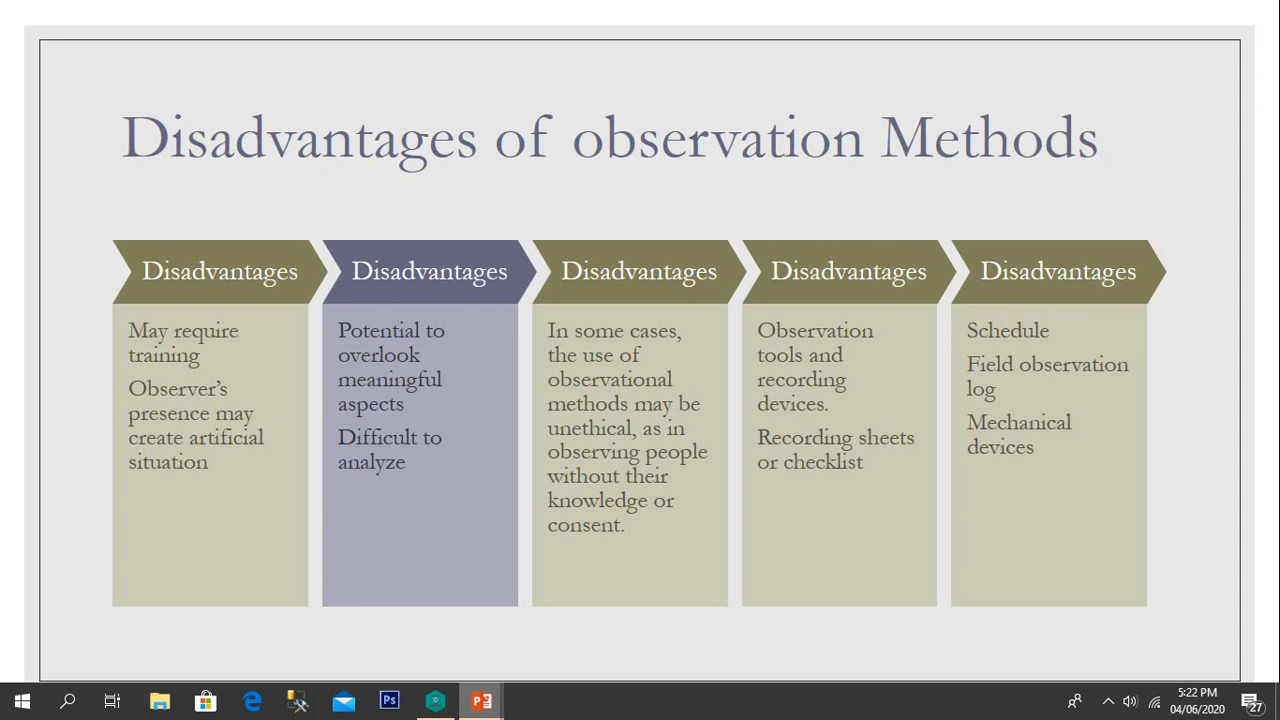 Disadvantages of observation Methods
Disadvantages
May require
training
Observer's
presence may
create artificial
situation
Disadvantages
Potential to
overlook
meaningful
aspects
Difficult to
analyze
Disadvantages
In some cases,
the use of
observational
methods may be
unethical, as in
observing people
without their
knowledge or
consent.
Disadvantages
Observation
tools and
recording
devices.
Recording sheets
or checklist
Disadvantages
Schedule
Field observation
log
Mechanical
devices
Ps
5:22 PM
04/06/2020
27